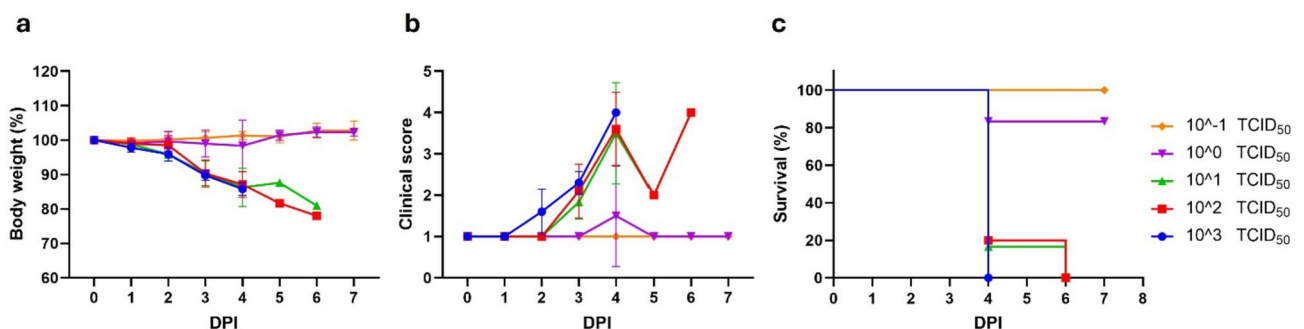 a
b
c
Body weight (%)
120
110
100
90
80
70
60
0 1 2 3 4 5 6 7
DPI
Clinical score
5
4
3
2
1
0
0 1 2 3 4 5 6 7
DPI
Survival (%)
100
80
60
40
20
0
0 1 2 3 4 5 6 7 8
DPI
10^-1 TCID50
10^0 TCID50
10^1 TCID50
10^2 TCID50
10^3 TCID50